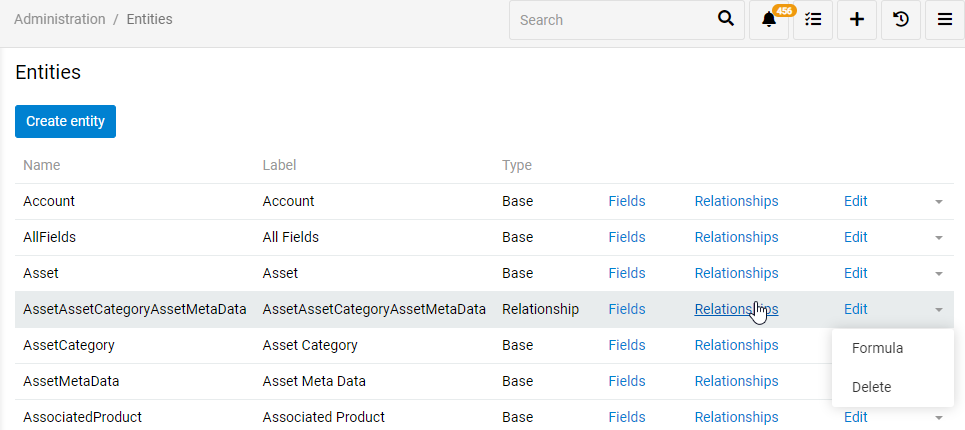 Administration / Entities
Search
456
Entities
Create entity
Name Label Type
Account Account Base Fields Relationships Edit
AllFields All Fields Base Fields Relationships Edit
Asset Asset Base Fields Relationships Edit
AssetAssetCategoryAssetMetaData AssetAssetCategoryAssetMetaData Relationship Fields Relationships Edit
AssetCategory Asset Category Base Fields Relationships
Formula
AssetMetaData Asset Meta Data Base Fields Relationships
Delete
AssociatedProduct Associated Product Base Fields Relationships Edit